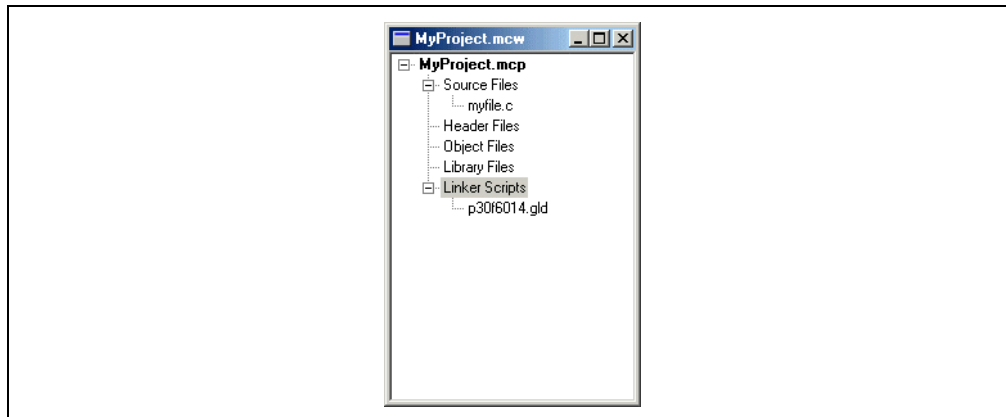 MyProject.mcw
MyProject.mcp
Source Files
myfile.c
Header Files
Object Files
Library Files
Linker Scripts
p30f6014.gld